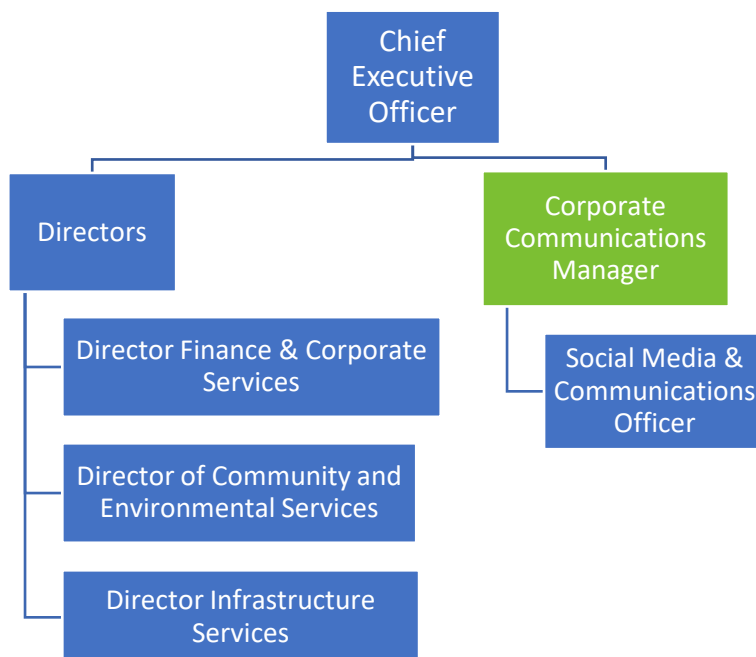 Chief
Executive
Officer
Directors
Corporate
Communications
Manager
Director Finance & Corporate
Services
Social Media &
Communications
Officer
Director of Community and
Environmental Services
Director Infrastructure
Services